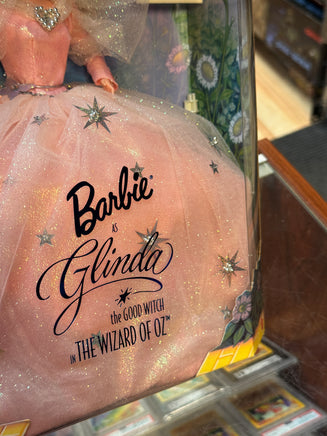 Barbie®
AS
Glinda
the GOOD WITCH
IN THE WIZARD OF OZ™